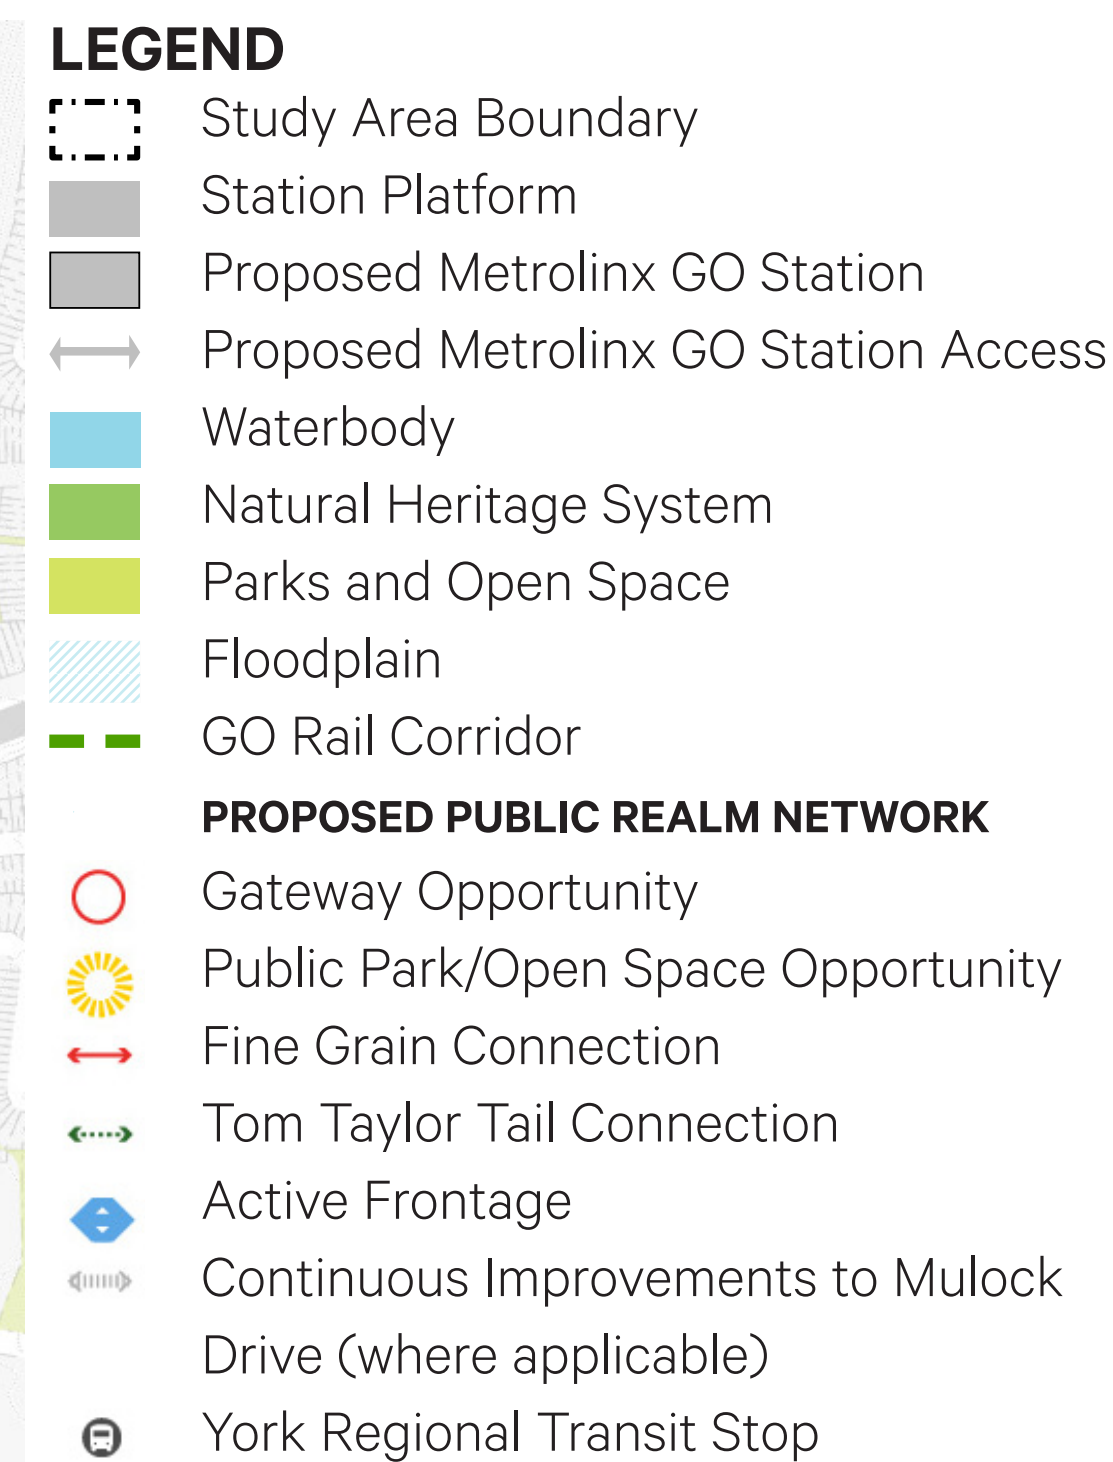 LEGEND
Study Area Boundary
Station Platform
Proposed Metrolinx GO Station
Proposed Metrolinx GO Station Access
Waterbody
Natural Heritage System
Parks and Open Space
Floodplain
GO Rail Corridor
PROPOSED PUBLIC REALM NETWORK
Gateway Opportunity
Public Park/Open Space Opportunity
Fine Grain Connection
Tom Taylor Tail Connection
Active Frontage
Continuous Improvements to Mulock
Drive (where applicable)
York Regional Transit Stop